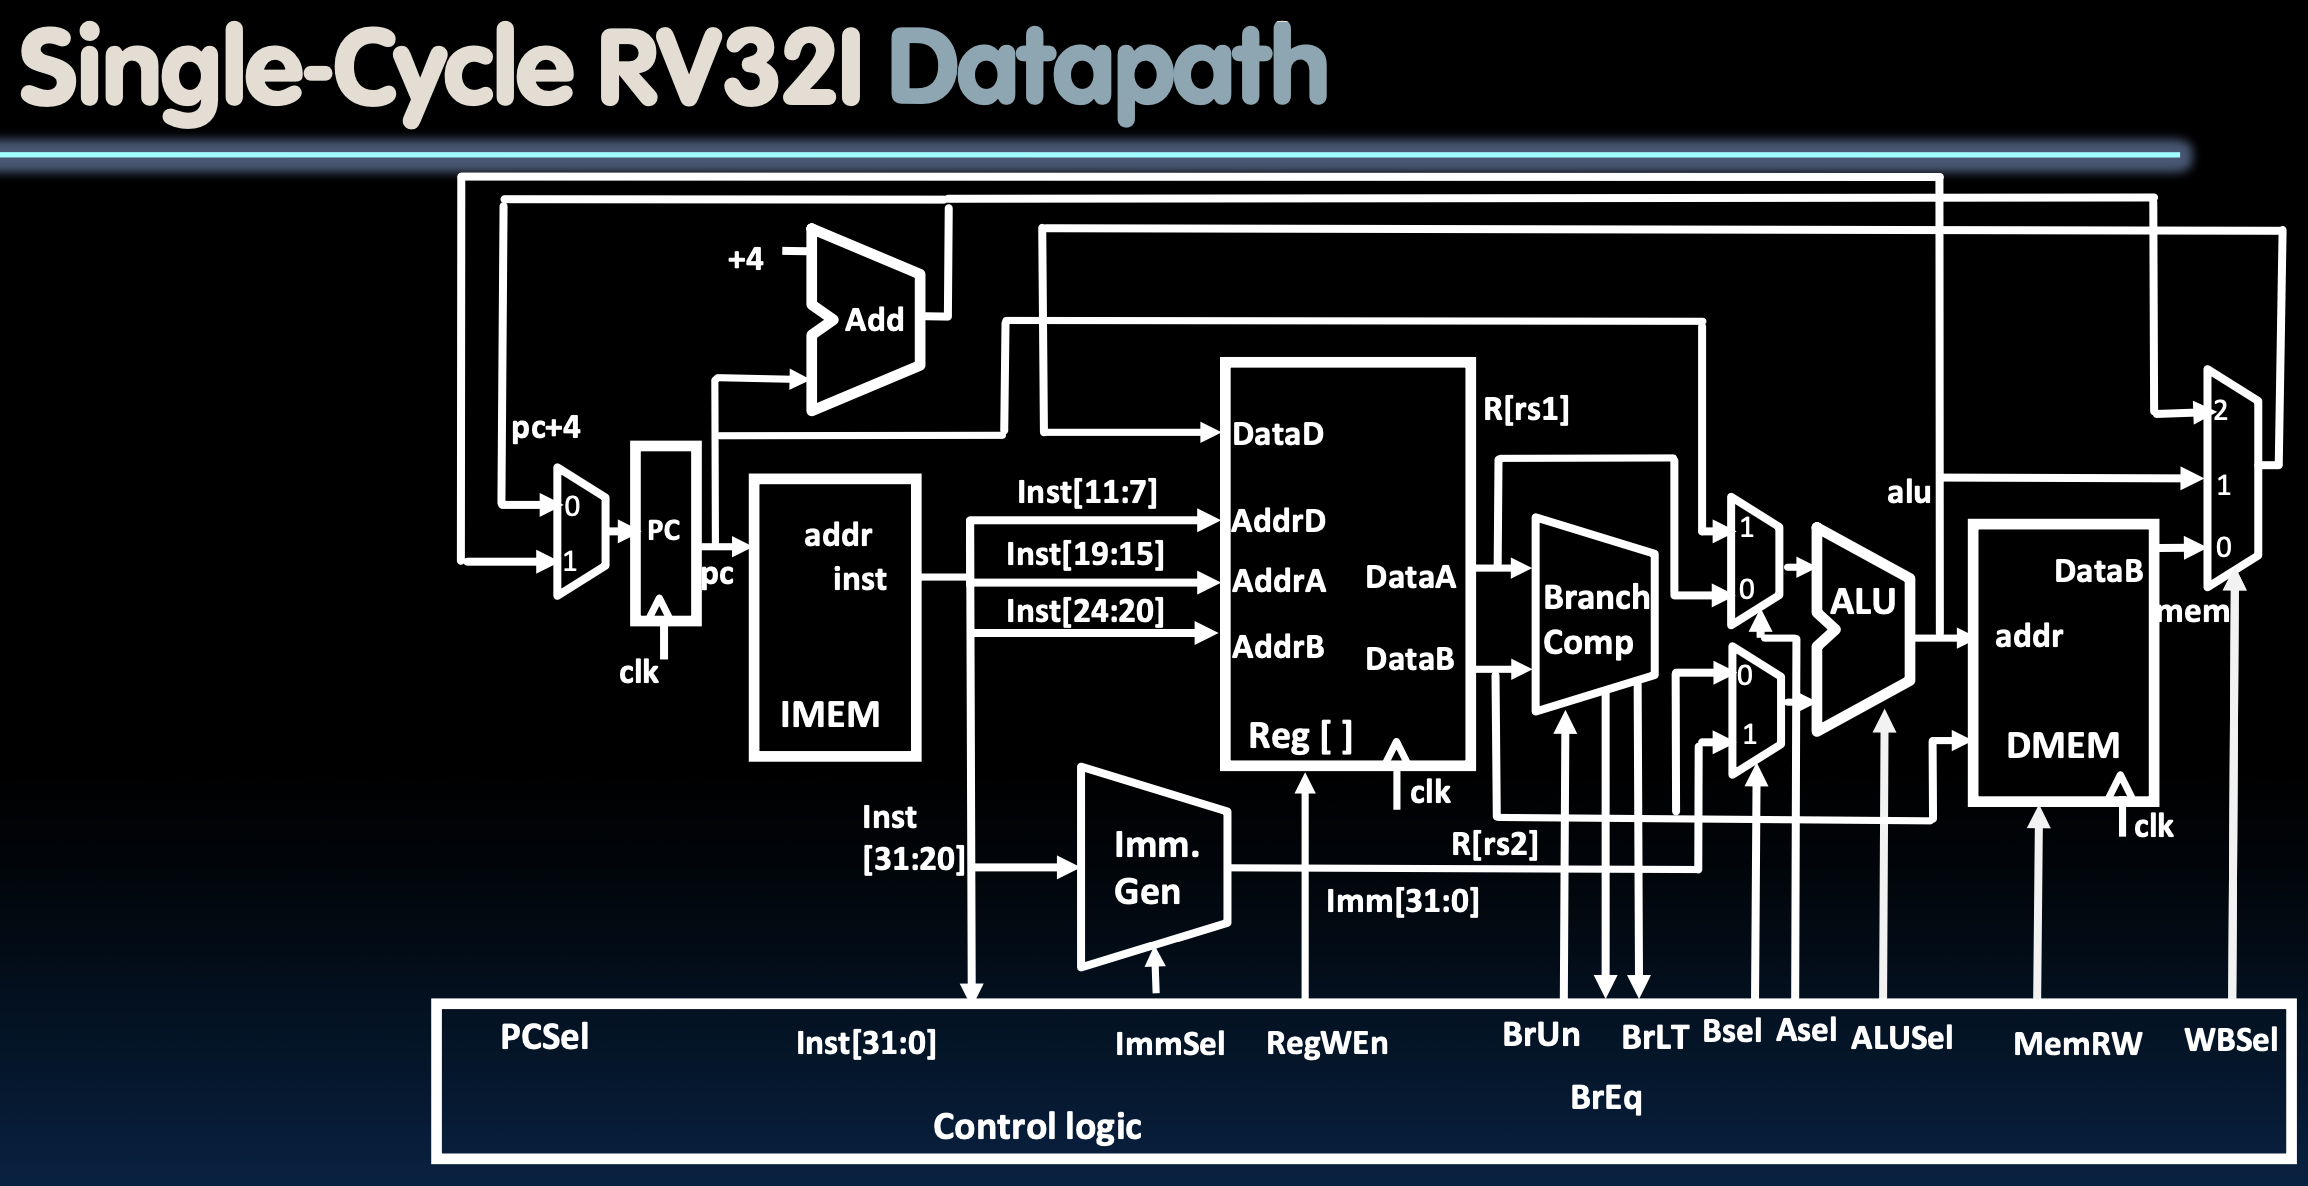 Single-Cycle RV32I Datapath
+4
Add
pc+4
0
1
PC
pc
clk
addr
inst
IMEM
Inst[11:7]
Inst[19:15]
Inst[24:20]
DataD
AddrD
AddrA
AddrB
DataA
DataB
Reg [ ]
clk
R[rs1]
Branch
Comp
1
0
0
1
ALU
alu
addr
DataB
DMEM
clk
mem
2
1
0
Inst
[31:20]
Imm.
Gen
R[rs2]
Imm[31:0]
PCSel
Inst[31:0]
ImmSel
RegWEn
BrUn
BrLT
Bsel
Asel
ALUSel
MemRW
WBSel
BrEq
Control logic